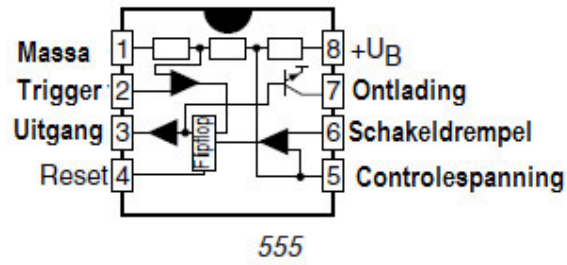 Massa 1 8 +UB
Trigger 2 7 Ontlading
Uitgang 3 Flipflop 6 Schakeldrempel
Reset 4 5 Controlespanning
555